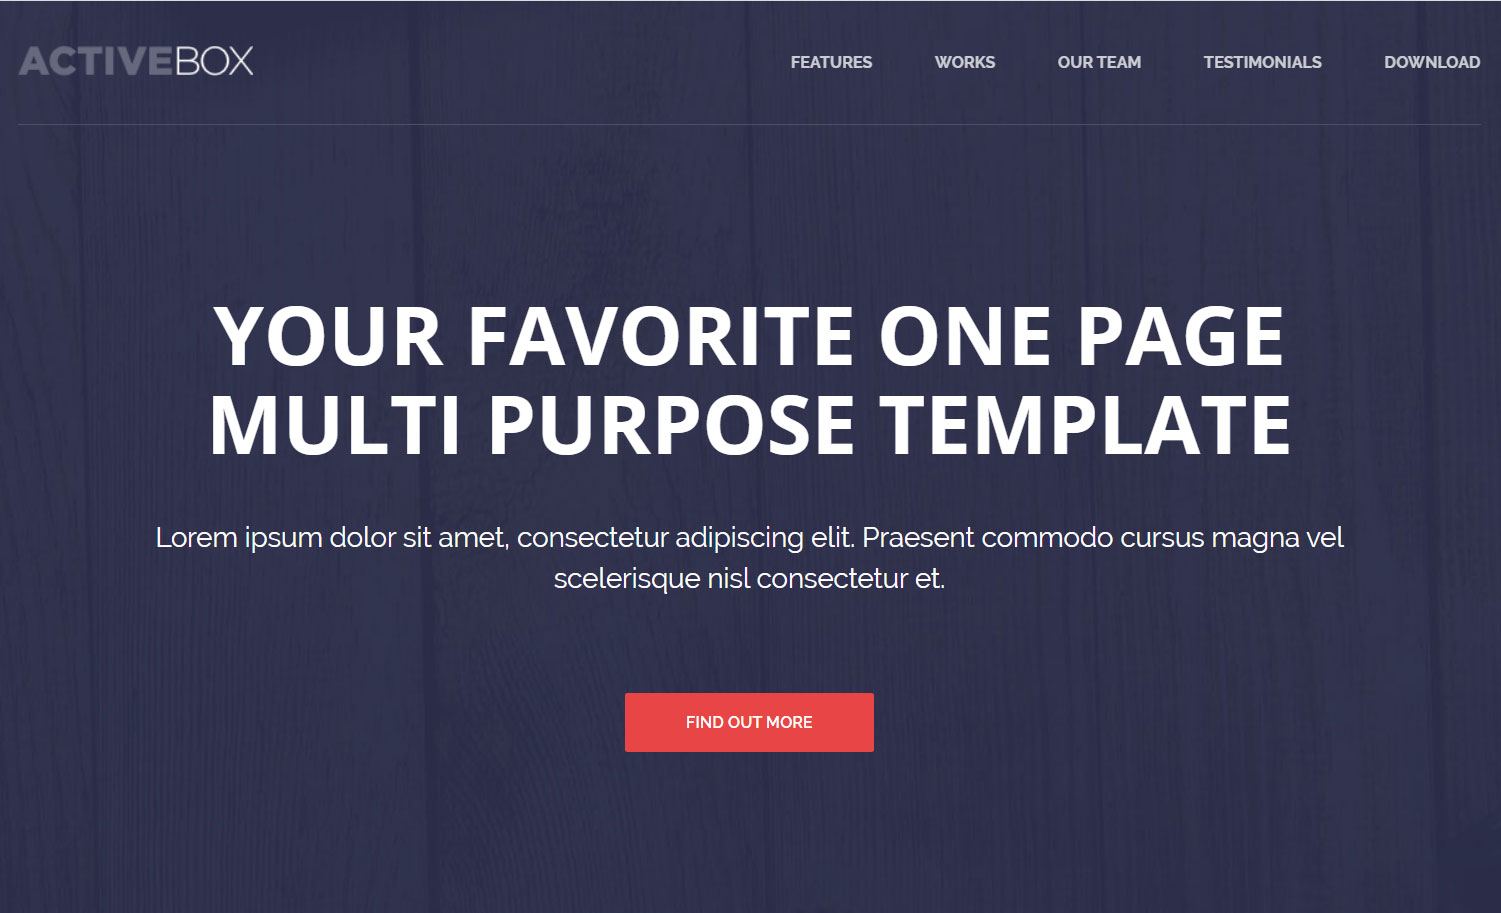 ACTIVEBOX
FEATURES WORKS OUR TEAM TESTIMONIALS DOWNLOAD
YOUR FAVORITE ONE PAGE
MULTI PURPOSE TEMPLATE
Lorem ipsum dolor sit amet, consectetur adipiscing elit. Praesent commodo cursus magna vel
scelerisque nisl consectetur et.
FIND OUT MORE